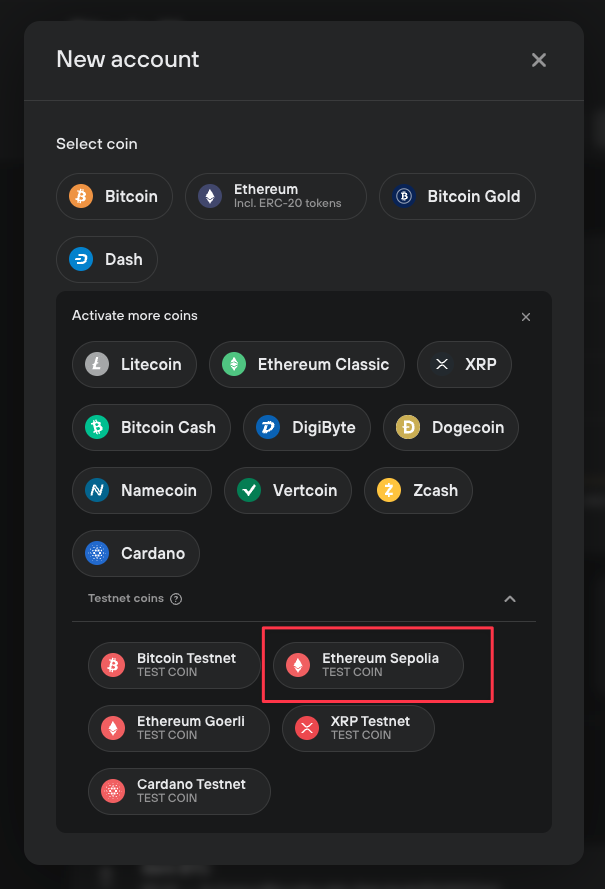 New account
Select coin
Bitcoin
Ethereum
Incl. ERC-20 tokens
Bitcoin Gold
Dash
Activate more coins
Litecoin
Ethereum Classic
XRP
Bitcoin Cash
DigiByte
Dogecoin
Namecoin
Vertcoin
Zcash
Cardano
Testnet coins
Bitcoin Testnet
TEST COIN
Ethereum Sepolia
TEST COIN
Ethereum Goerli
TEST COIN
XRP Testnet
TEST COIN
Cardano Testnet
TEST COIN